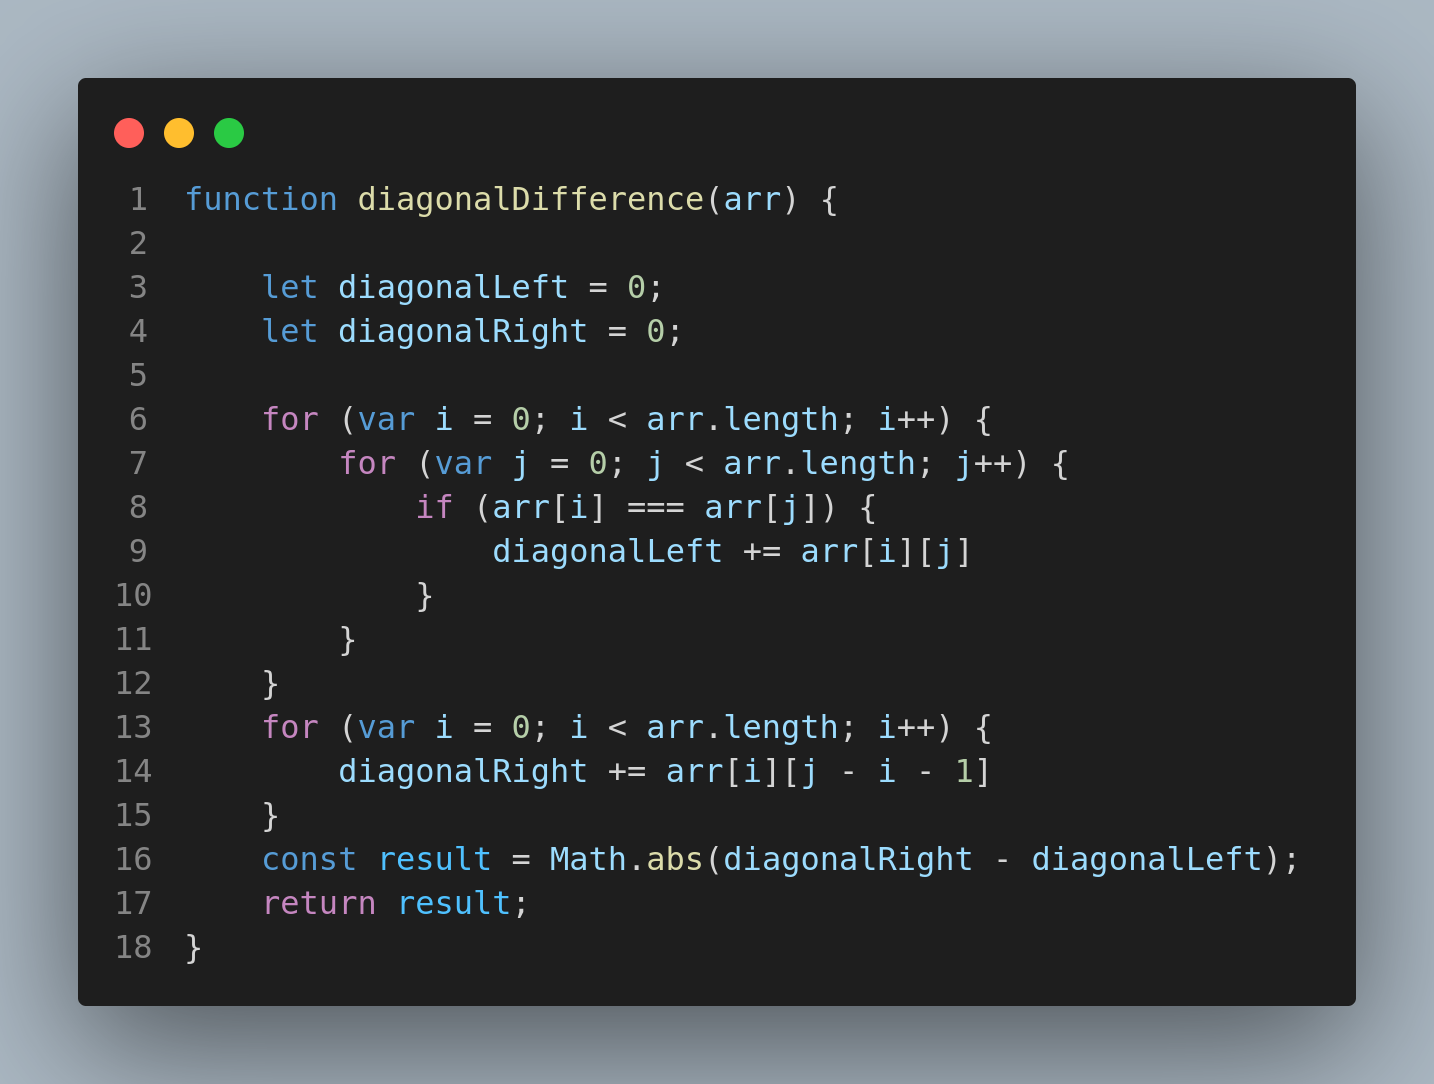 1 function diagonalDifference(arr) {
2
3     let diagonalLeft = 0;
4     let diagonalRight = 0;
5
6     for (var i = 0; i < arr.length; i++) {
7         for (var j = 0; j < arr.length; j++) {
8             if (arr[i] === arr[j]) {
9                 diagonalLeft += arr[i][j]
10             }
11         }
12     }
13     for (var i = 0; i < arr.length; i++) {
14         diagonalRight += arr[i][j - i - 1]
15     }
16     const result = Math.abs(diagonalRight - diagonalLeft);
17     return result;
18 }